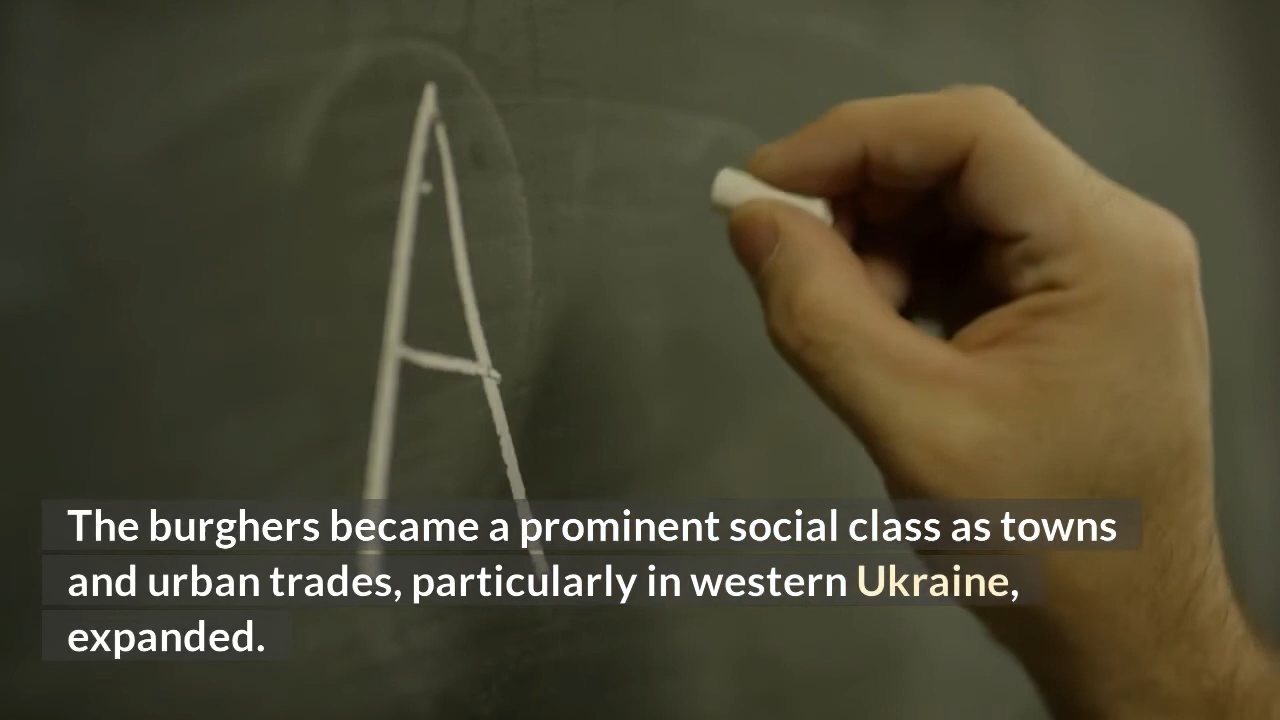 A
The burghers became a prominent social class as towns
and urban trades, particularly in western Ukraine,
expanded.